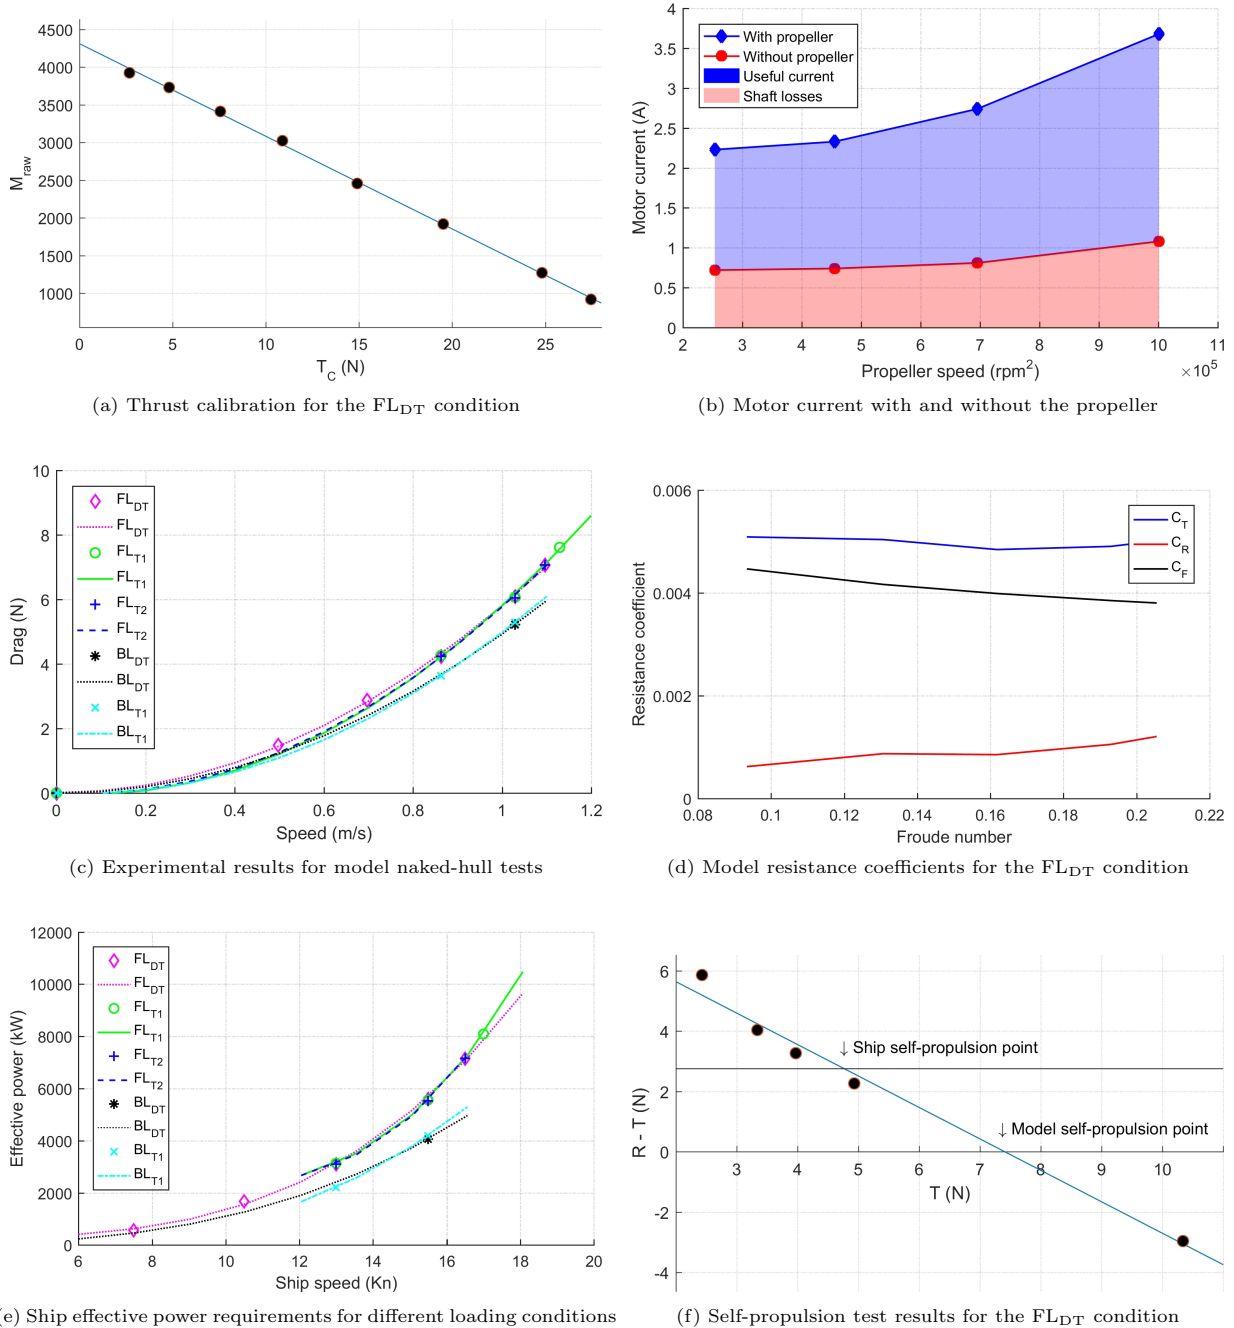 4500
4000
3500
3000
2500
2000
1500
1000
M_raw
0 5 10 15 20 25
T_C (N)
(a) Thrust calibration for the FL_DT condition
4
3.5
3
2.5
2
1.5
1
0.5
0
Motor current (A)
With propeller
Without propeller
Useful current
Shaft losses
2 3 4 5 6 7 8 9 10 11
Propeller speed (rpm²)
×10⁵
(b) Motor current with and without the propeller
10
8
6
4
2
0
Drag (N)
FL_DT
FL_DT
FL_T1
FL_T1
FL_T2
FL_T2
BL_DT
BL_DT
BL_T1
BL_T1
0 0.2 0.4 0.6 0.8 1 1.2
Speed (m/s)
(c) Experimental results for model naked-hull tests
0.006
0.004
0.002
0
Resistance coefficient
C_T
C_R
C_F
0.08 0.1 0.12 0.14 0.16 0.18 0.2 0.22
Froude number
(d) Model resistance coefficients for the FL_DT condition
12000
10000
8000
6000
4000
2000
0
Effective power (kW)
FL_DT
FL_DT
FL_T1
FL_T1
FL_T2
FL_T2
BL_DT
BL_DT
BL_T1
BL_T1
6 8 10 12 14 16 18 20
Ship speed (Kn)
e) Ship effective power requirements for different loading conditions
6
4
2
0
-2
-4
R - T (N)
↓ Ship self-propulsion point
↓ Model self-propulsion point
3 4 5 6 7 8 9 10
T (N)
(f) Self-propulsion test results for the FL_DT condition